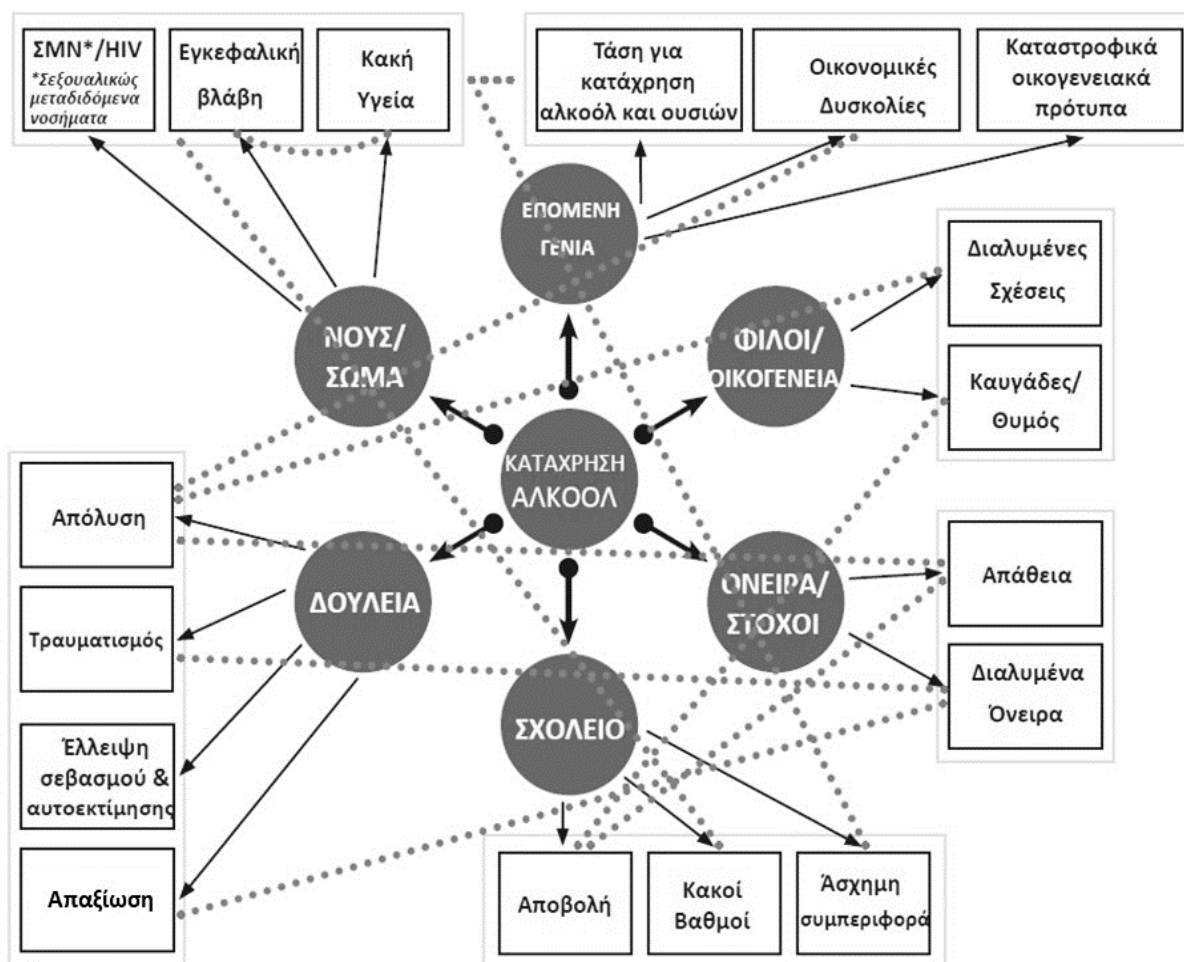 ΣΜΝ*/HIV
*Σεξουαλικώς
μεταδιδόμενα
νοσήματα
Εγκεφαλική
βλάβη
Κακή
Υγεία
Τάση για
κατάχρηση
αλκοόλ και ουσιών
Οικονομικές
Δυσκολίες
Καταστροφικά
οικογενειακά
πρότυπα
ΕΠΟΜΕΝΗ
ΓΕΝΙΑ
ΝΟΥΣ/
ΣΩΜΑ
ΦΙΛΟΙ/
ΟΙΚΟΓΕΝΕΙΑ
Διαλυμένες
Σχέσεις
Καυγάδες/
Θυμός
ΚΑΤΑΧΡΗΣΗ
ΑΛΚΟΟΛ
Απόλυση
Τραυματισμός
Έλλειψη
σεβασμού &
αυτοεκτίμησης
Απαξίωση
ΔΟΥΛΕΙΑ
ΟΝΕΙΡΑ/
ΣΤΟΧΟΙ
Απάθεια
Διαλυμένα
Όνειρα
ΣΧΟΛΕΙΟ
Αποβολή
Κακοί
Βαθμοί
Άσχημη
συμπεριφορά